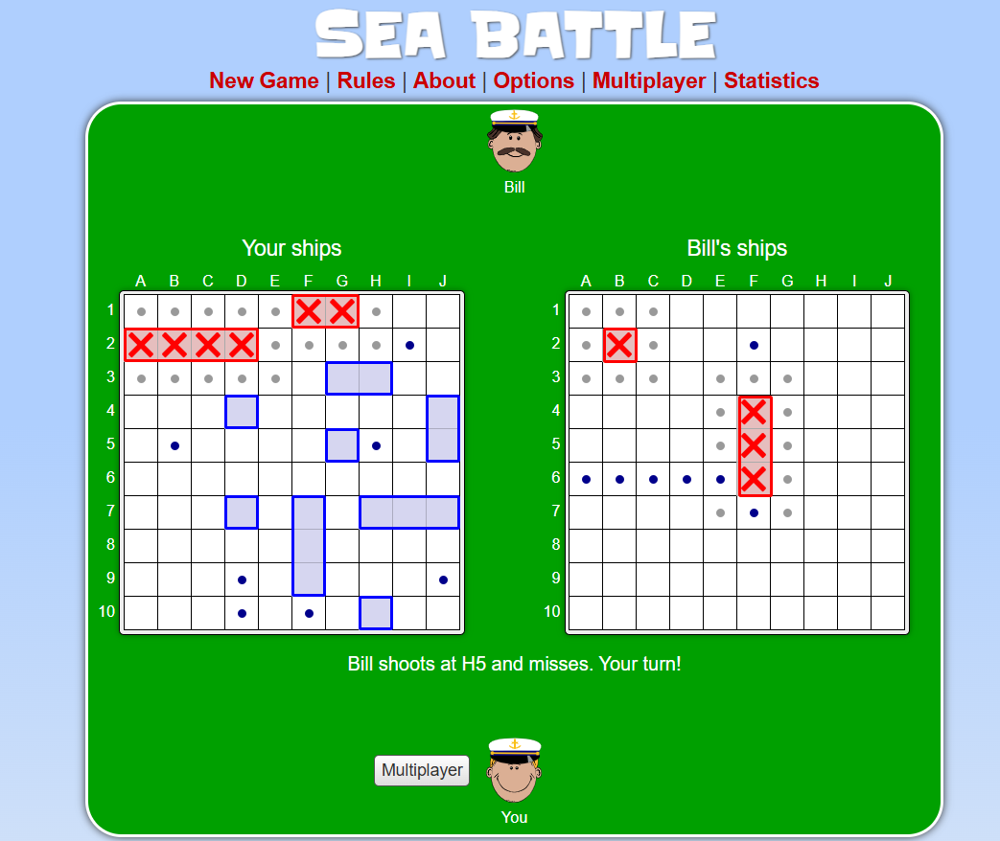 SEA BATTLE
New Game | Rules | About | Options | Multiplayer | Statistics
Bill
Your ships
A B C D E F G H I J
1
2
3
4
5
6
7
8
9
10
Bill's ships
A B C D E F G H I J
1
2
3
4
5
6
7
8
9
10
Bill shoots at H5 and misses. Your turn!
Multiplayer
You